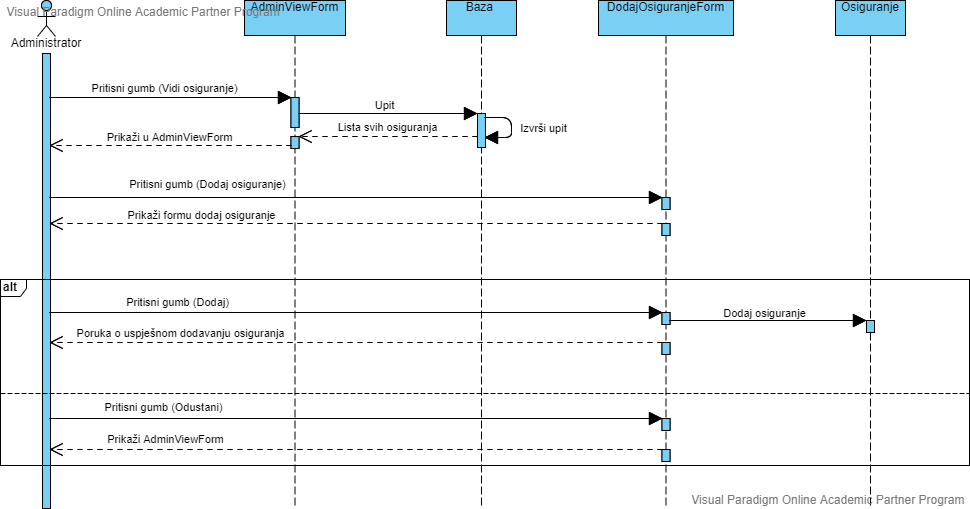 Visual Paradigm Online Academic Partner Program
AdminViewForm
Baza
DodajOsiguranjeForm
Osiguranje
Administrator
Pritisni gumb (Vidi osiguranje)
Upit
Izvrši upit
Lista svih osiguranja
Prikaži u AdminViewForm
Pritisni gumb (Dodaj osiguranje)
Prikaži formu dodaj osiguranje
alt
Pritisni gumb (Dodaj)
Dodaj osiguranje
Poruka o uspješnom dodavanju osiguranja
Pritisni gumb (Odustani)
Prikaži AdminViewForm
Visual Paradigm Online Academic Partner Program